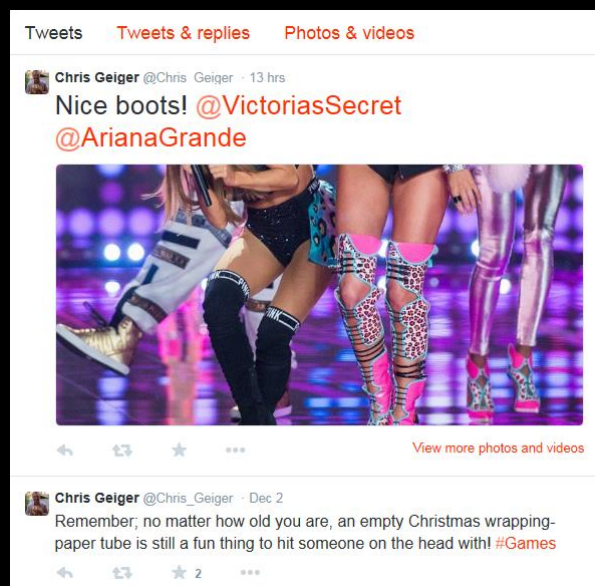 Tweets Tweets & replies Photos & videos
Chris Geiger @Chris_Geiger · 13 hrs
Nice boots! @VictoriasSecret
@ArianaGrande
PINK
PINK
View more photos and videos
Chris Geiger @Chris_Geiger · Dec 2
Remember; no matter how old you are, an empty Christmas wrapping-
paper tube is still a fun thing to hit someone on the head with! #Games
2